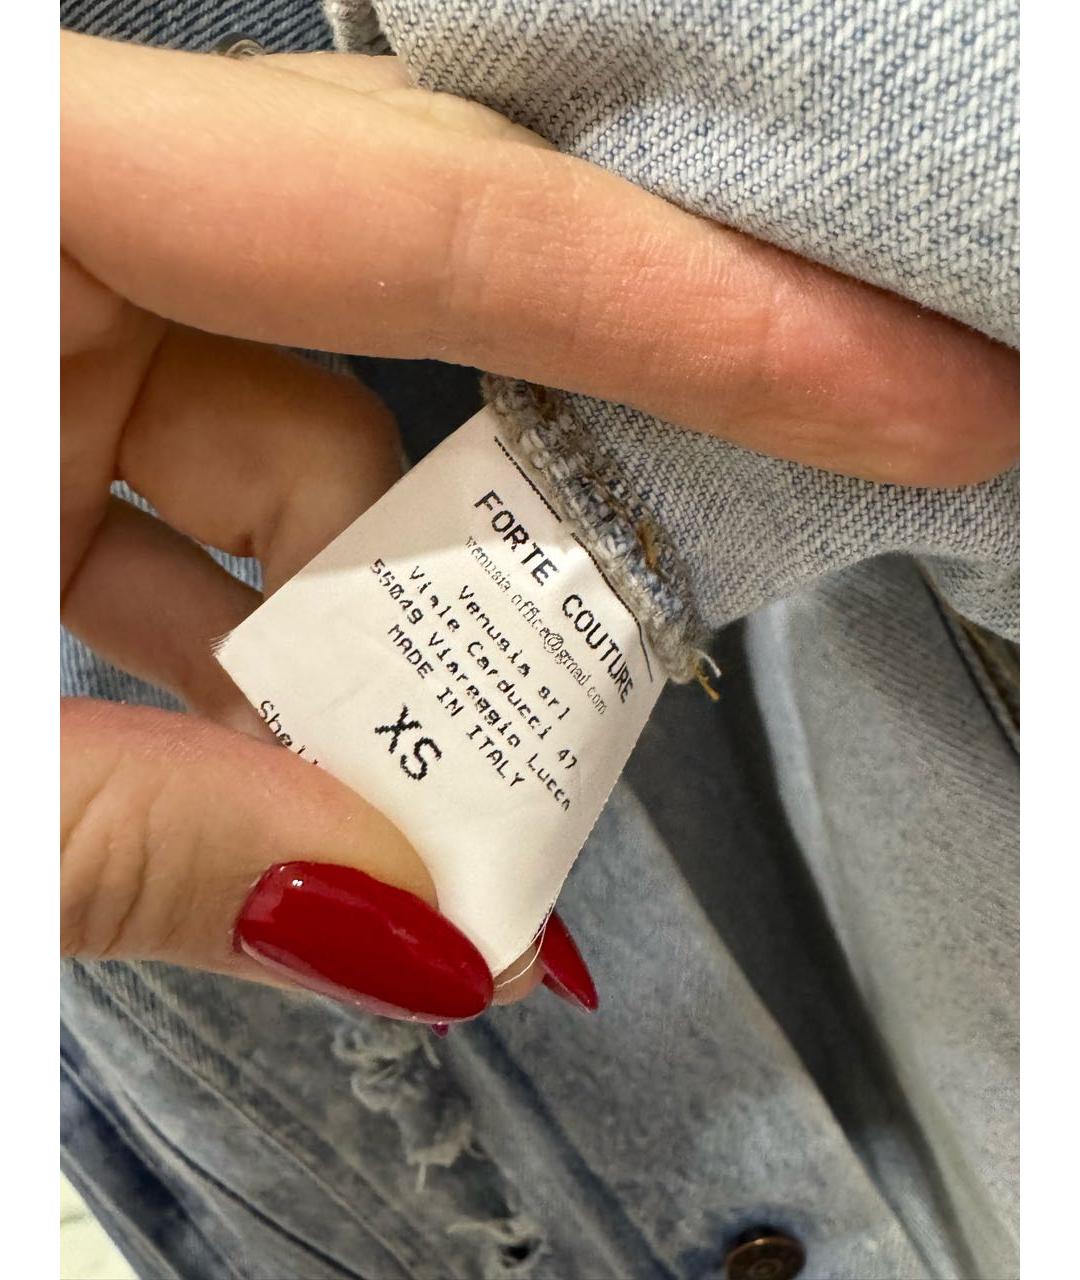 FORTE COUTURE
venusia.office@gmail.com
Venusia srl
Viale Carducci 47
55049 Viareggio Lucca
MADE IN ITALY
XS